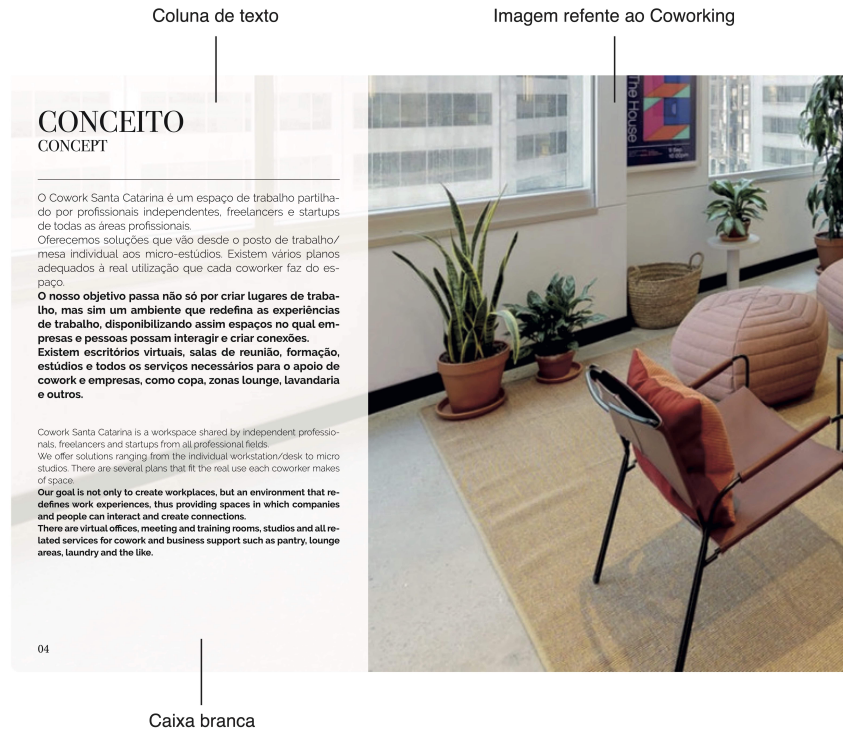 Coluna de texto
Imagem refente ao Coworking
CONCEITO
CONCEPT
O Cowork Santa Catarina é um espaço de trabalho partilha-
do por profissionais independentes, freelancers e startups
de todas as áreas profissionais.
Oferecemos soluções que vão desde o posto de trabalho/
mesa individual aos micro-estúdios. Existem vários planos
adequados à real utilização que cada coworker faz do es-
paço.
O nosso objetivo passa não só por criar lugares de traba-
lho, mas sim um ambiente que redefina as experiências
de trabalho, disponibilizando assim espaços no qual em-
presas e pessoas possam interagir e criar conexões.
Existem escritórios virtuais, salas de reunião, formação,
estúdios e todos os serviços necessários para o apoio de
cowork e empresas, como copa, zonas lounge, lavandaria
e outros.
Cowork Santa Catarina is a workspace shared by independent professio-
nals, freelancers and startups from all professional fields.
We offer solutions ranging from the individual workstation/desk to micro
studios. There are several plans that fit the real use each coworker makes
of space.
Our goal is not only to create workplaces, but an environment that re-
defines work experiences, thus providing spaces in which companies
and people can interact and create connections.
There are virtual offices, meeting and training rooms, studios and all re-
lated services for cowork and business support such as pantry, lounge
areas, laundry and the like.
04
The House
Caixa branca